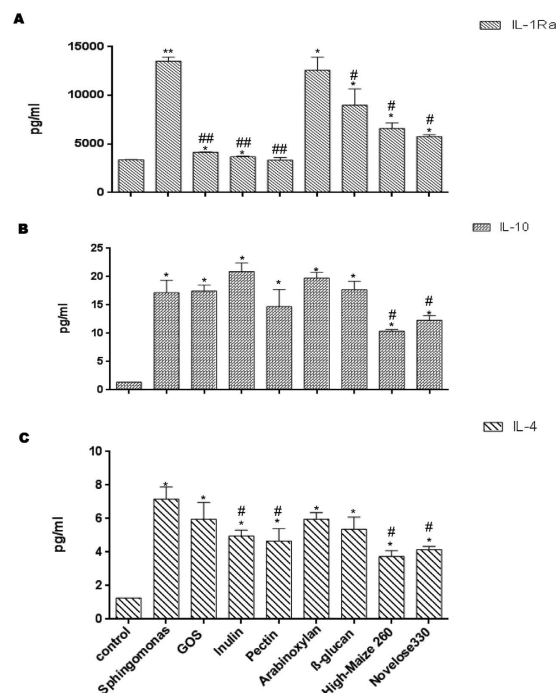 A
IL-1Ra
15000
10000
5000
0
pg/ml
** ## * ## * ## * # * # * # *
B
IL-10
25
20
15
10
5
0
pg/ml
* * * * * * # * # *
C
IL-4
8
6
4
2
0
pg/ml
* * # * # * * * # * # *
control
Sphingomonas
GOS
Inulin
Pectin
Arabinoxylan
ß-glucan
High-Maize 260
Novelose330